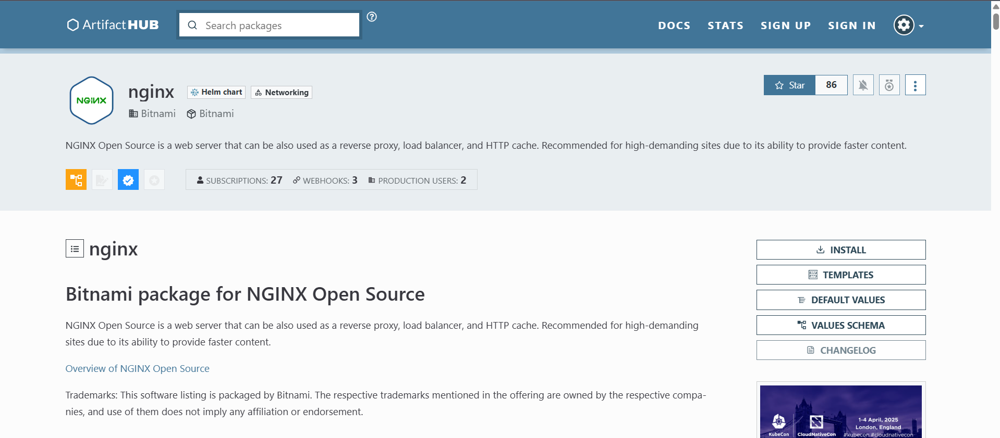 ArtifactHUB
Search packages
DOCS STATS SIGN UP SIGN IN
NGINX
nginx
HELM
Helm chart
Networking
Bitnami Bitnami
Star 86
NGINX Open Source is a web server that can be also used as a reverse proxy, load balancer, and HTTP cache. Recommended for high-demanding sites due to its ability to provide faster content.
SUBSCRIPTIONS: 27 WEBHOOKS: 3 PRODUCTION USERS: 2
nginx
Bitnami package for NGINX Open Source
NGINX Open Source is a web server that can be also used as a reverse proxy, load balancer, and HTTP cache. Recommended for high-demanding
sites due to its ability to provide faster content.
Overview of NGINX Open Source
Trademarks: This software listing is packaged by Bitnami. The respective trademarks mentioned in the offering are owned by the respective compa-
nies, and use of them does not imply any affiliation or endorsement.
INSTALL
TEMPLATES
DEFAULT VALUES
VALUES SCHEMA
CHANGELOG
KubeCon
CloudNativeCon
1-4 April, 2025
London, England
#kubecon #cloudnativecon